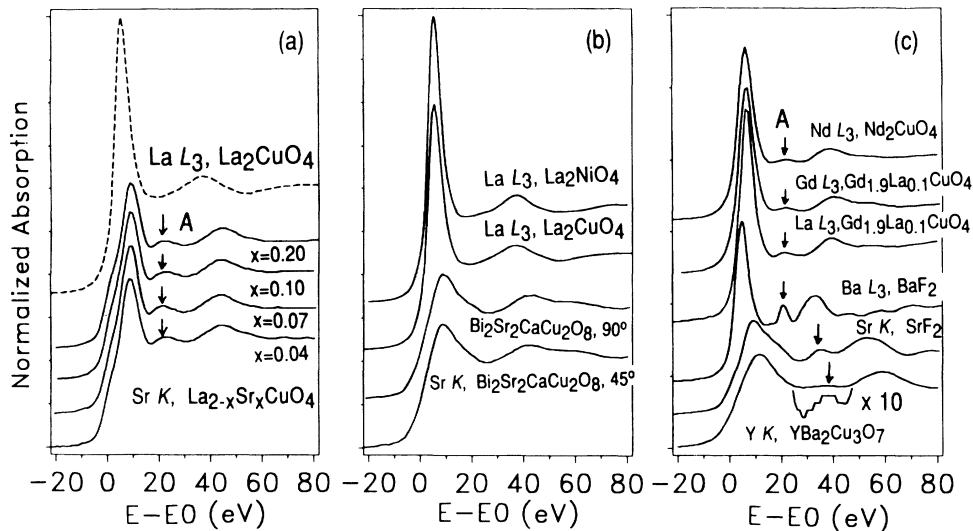 Normalized Absorption
(a)
La L3, La2CuO4
A
x=0.20
x=0.10
x=0.07
x=0.04
Sr K, La2-xSrxCuO4
-20 0 20 40 60 80
E-E0 (eV)
(b)
La L3, La2NiO4
La L3, La2CuO4
Bi2Sr2CaCu2O8, 90º
Sr K, Bi2Sr2CaCu2O8, 45º
-20 0 20 40 60 80
E-E0 (eV)
(c)
A
Nd L3, Nd2CuO4
Gd L3,Gd1.9La0.1CuO4
La L3,Gd1.9La0.1CuO4
Ba L3, BaF2
Sr K, SrF2
x 10
Y K, YBa2Cu3O7
-20 0 20 40 60 80
E-E0 (eV)